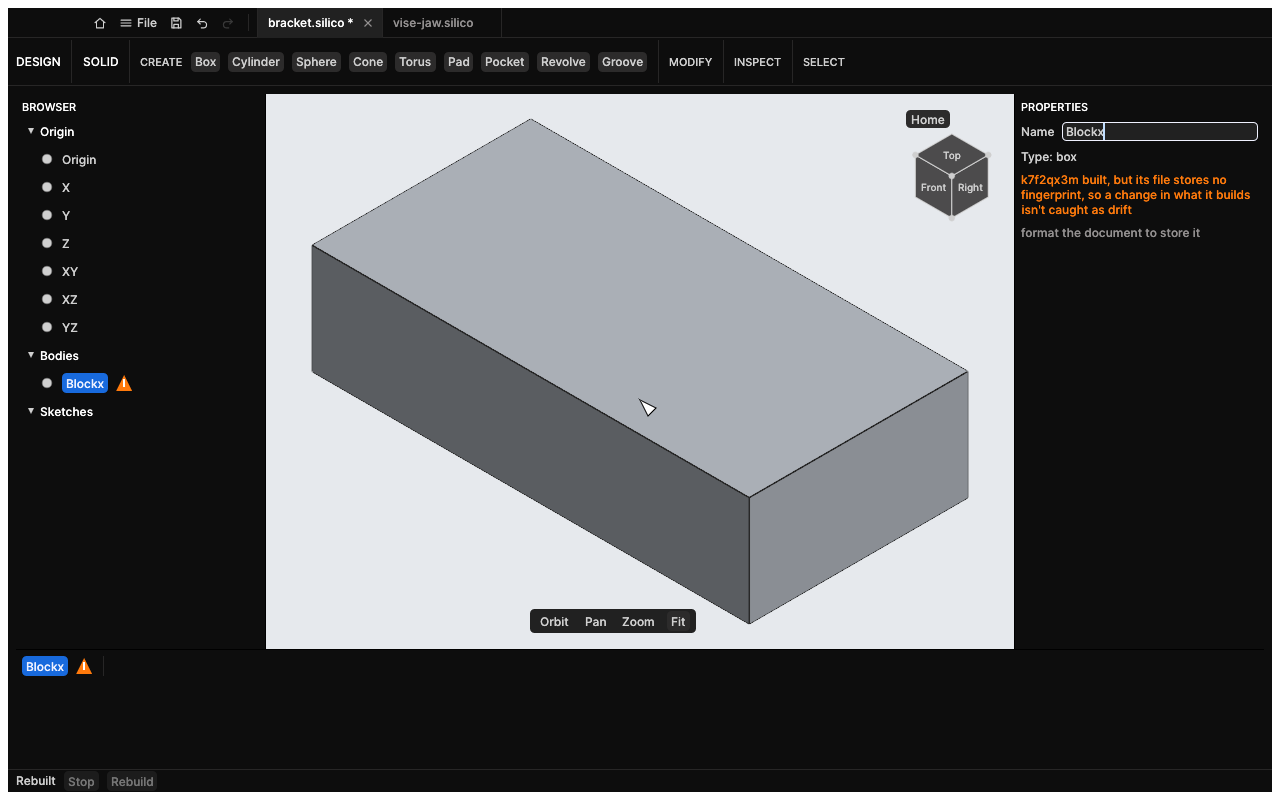 File
bracket.silico *
vise-jaw.silico
DESIGN
SOLID
CREATE
Box
Cylinder
Sphere
Cone
Torus
Pad
Pocket
Revolve
Groove
MODIFY
INSPECT
SELECT
BROWSER
Origin
Origin
X
Y
Z
XY
XZ
YZ
Bodies
Blockx
Sketches
Home
Top
Front
Right
Orbit
Pan
Zoom
Fit
PROPERTIES
Name Blockx
Type: box
k7f2qx3m built, but its file stores no
fingerprint, so a change in what it builds
isn't caught as drift
format the document to store it
Blockx
Rebuilt
Stop
Rebuild